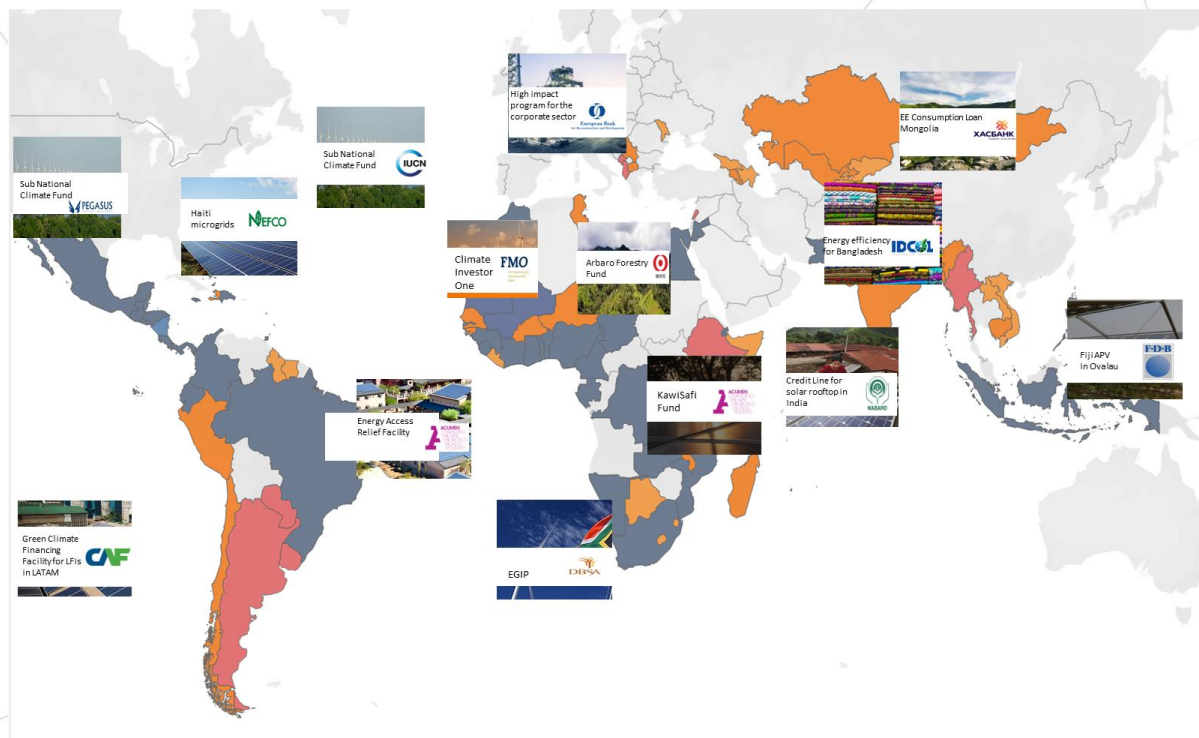 High impact
program for the
corporate sector
European Bank
for Reconstruction and Development
EE Consumption Loan
Mongolia
ХАСБАНК
Sub National
Climate Fund
IUCN
Sub National
Climate Fund
PEGASUS
Haiti
microgrids
NEFCO
Climate
Investor
One
FMO
Arbaro Forestry
Fund
MUFG
Energy efficiency
for Bangladesh
IDCOL
Fiji APV
In Ovalau
F·D·B
Credit Line for
solar rooftop in
India
NABARD
KawiSafi
Fund
ACUMEN
Energy Access
Relief Facility
ACUMEN
Green Climate
Financing
Facility for LFIs
in LATAM
CAF
EGIP
DBSA